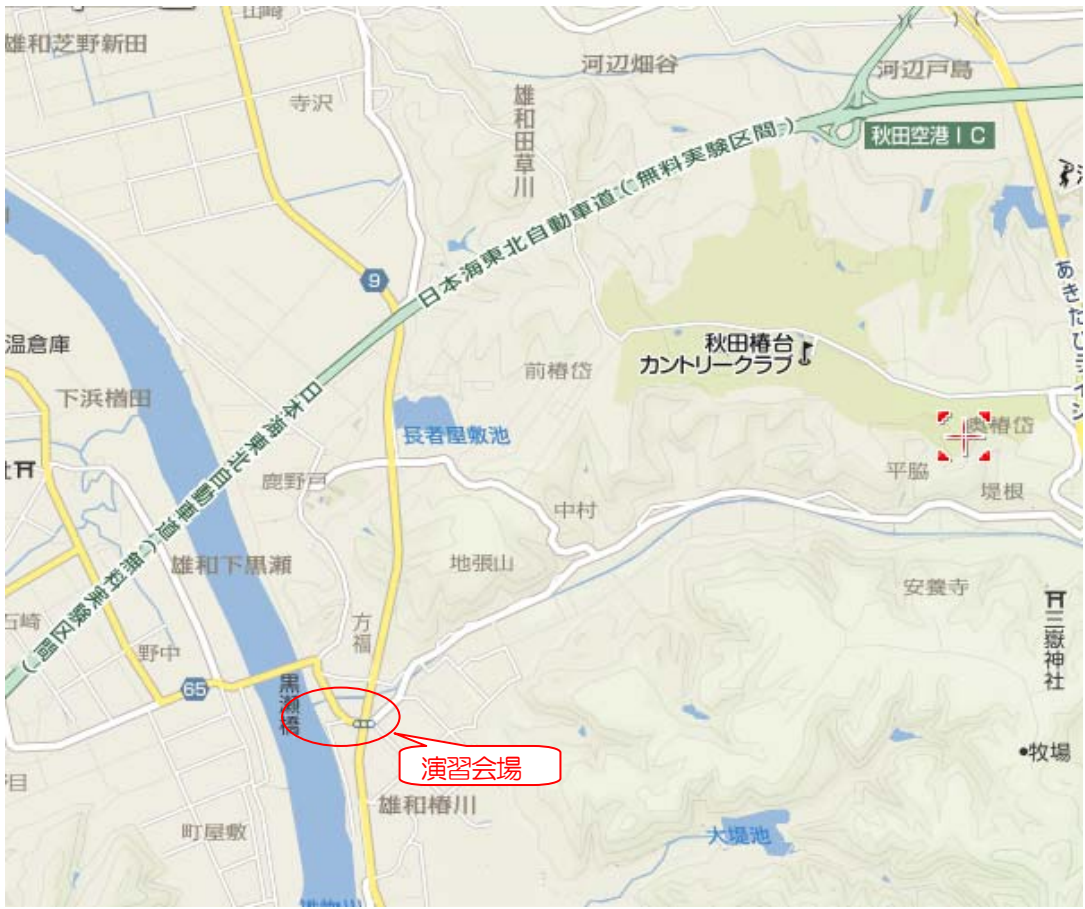 山崎
雄和芝野新田
河辺畑谷
河辺戸島
寺沢
雄和田草川
秋田空港IC
日本海東北自動車道(無料実験区間)
9
温倉庫
秋田椿台
カントリークラブ
前椿岱
下浜楢田
長者屋敷池
奥椿岱
日本海東北自動車道(無料実験区間)
平脇
堤根
鹿野戸
中村
雄和下黒瀬
地張山
安養寺
三嶽神社
石崎
方福
野中
65
黒瀬橋
演習会場
牧場
目
雄和椿川
町屋敷
大堤池